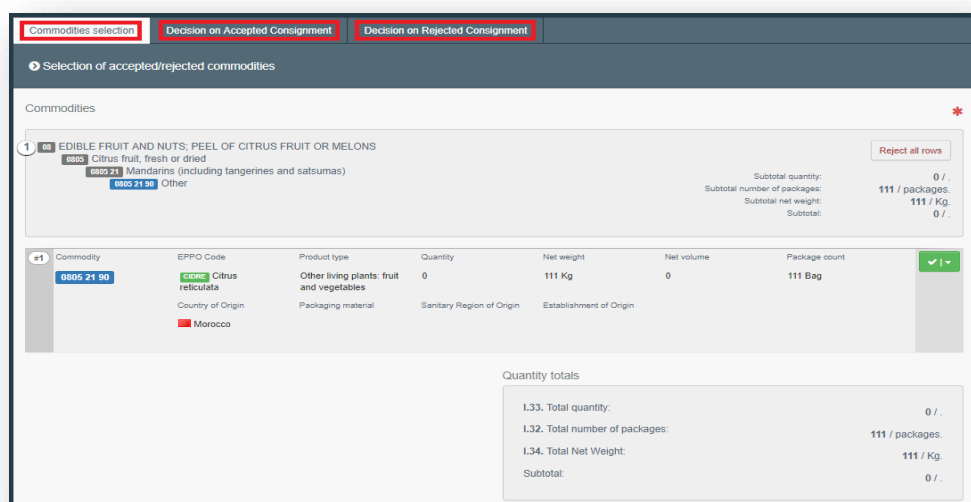 Commodities selection
Decision on Accepted Consignment
Decision on Rejected Consignment
Selection of accepted/rejected commodities
Commodities
*
1
08 EDIBLE FRUIT AND NUTS; PEEL OF CITRUS FRUIT OR MELONS
0805 Citrus fruit, fresh or dried
0805 21 Mandarins (including tangerines and satsumas)
0805 21 90 Other
Reject all rows
Subtotal quantity: 0 / .
Subtotal number of packages: 111 / packages.
Subtotal net weight: 111 / Kg.
Subtotal: 0 / .
#1
Commodity EPPO Code Product type Quantity Net weight Net volume Package count
0805 21 90 CIDRE Citrus reticulata Other living plants: fruit and vegetables 0 111 Kg 0 111 Bag
Country of Origin Packaging material Sanitary Region of Origin Establishment of Origin
Morocco
Quantity totals
I.33. Total quantity: 0 / .
I.32. Total number of packages: 111 / packages.
I.34. Total Net Weight: 111 / Kg.
Subtotal: 0 / .